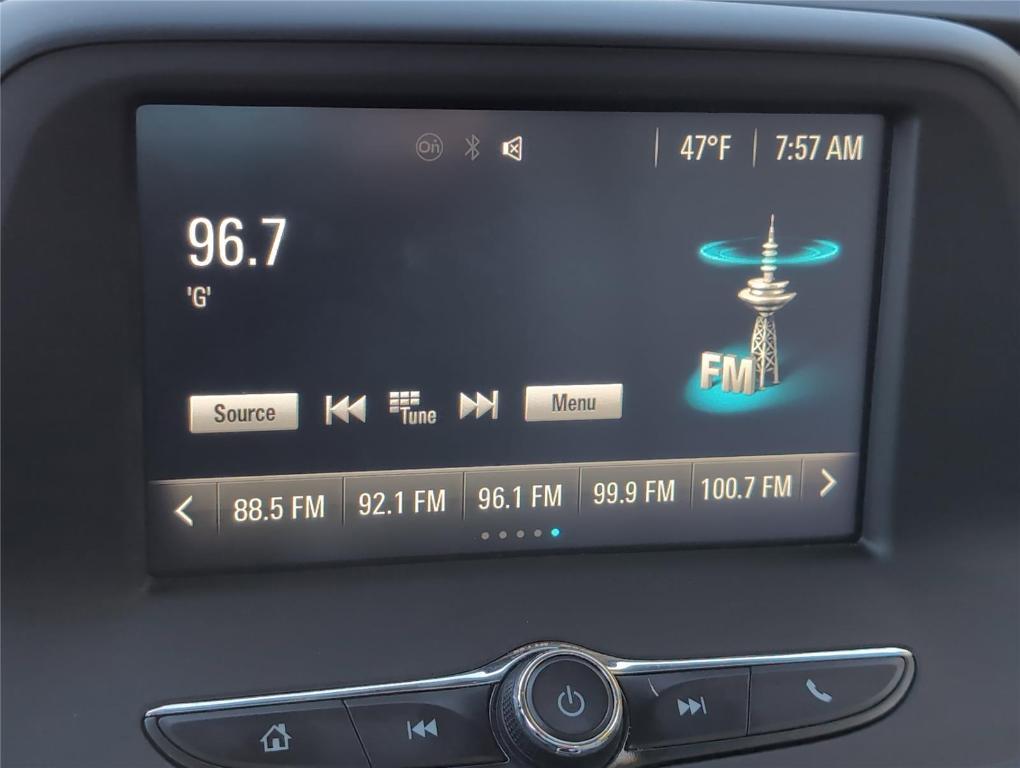 On
47°F
7:57 AM
96.7
'G'
FM
Source
Tune
Menu
88.5 FM
92.1 FM
96.1 FM
99.9 FM
100.7 FM